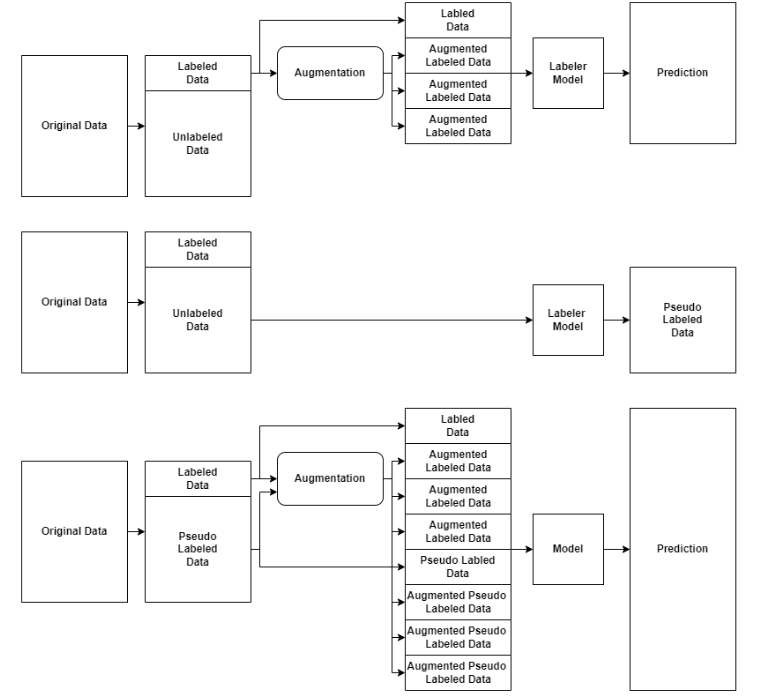 Labled
Data
Augmented
Labeled Data
Augmented
Labeled Data
Augmented
Labeled Data
Labeled
Data
Augmentation
Labeler
Model
Prediction
Original Data
Unlabeled
Data
Labeled
Data
Original Data
Unlabeled
Data
Labeler
Model
Pseudo
Labeled
Data
Labled
Data
Augmented
Labeled Data
Augmented
Labeled Data
Augmented
Labeled Data
Pseudo Labled
Data
Augmented Pseudo
Labeled Data
Augmented Pseudo
Labeled Data
Augmented Pseudo
Labeled Data
Labeled
Data
Augmentation
Original Data
Pseudo
Labeled
Data
Model
Prediction